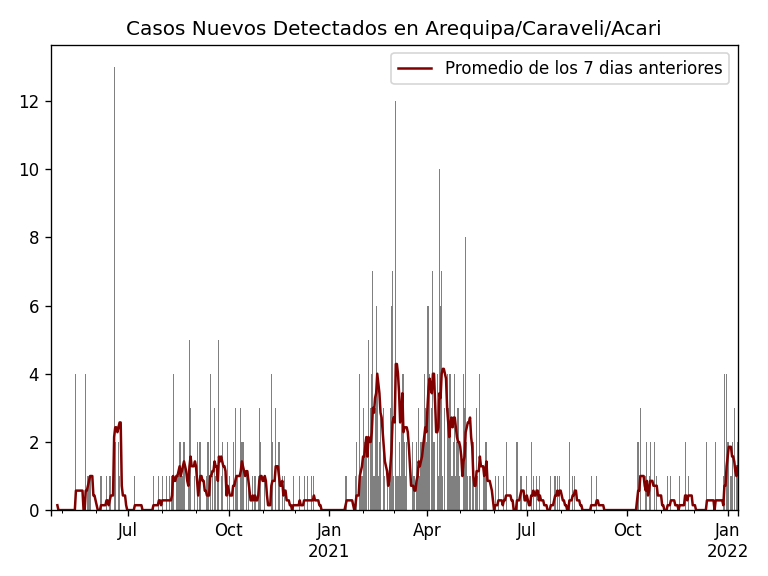 Casos Nuevos Detectados en Arequipa/Caraveli/Acari
Promedio de los 7 dias anteriores
12
10
8
6
4
2
0
Jul
Oct
Jan
2021
Apr
Jul
Oct
Jan
2022